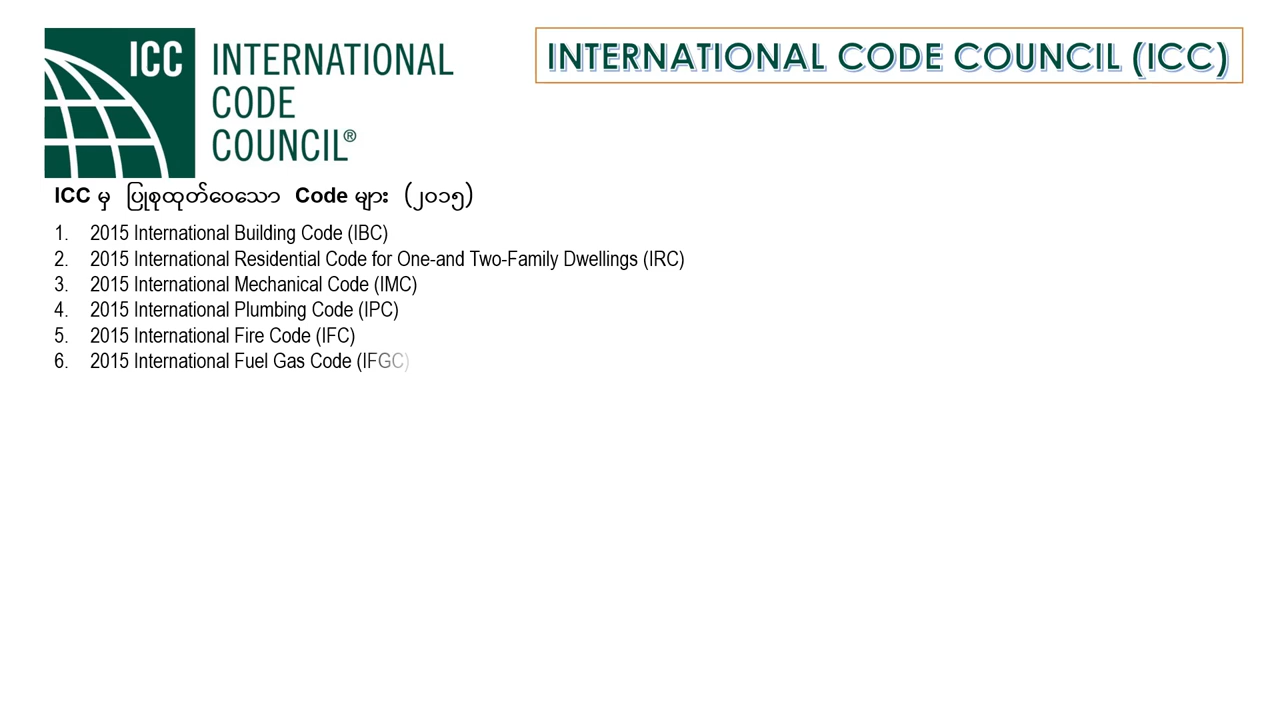 ICC
INTERNATIONAL
CODE
COUNCIL®
INTERNATIONAL CODE COUNCIL (ICC)
ICC မှ ပြုစုထုတ်ဝေသော Code များ (၂၀၁၅)
1. 2015 International Building Code (IBC)
2. 2015 International Residential Code for One-and Two-Family Dwellings (IRC)
3. 2015 International Mechanical Code (IMC)
4. 2015 International Plumbing Code (IPC)
5. 2015 International Fire Code (IFC)
6. 2015 International Fuel Gas Code (IFGC)